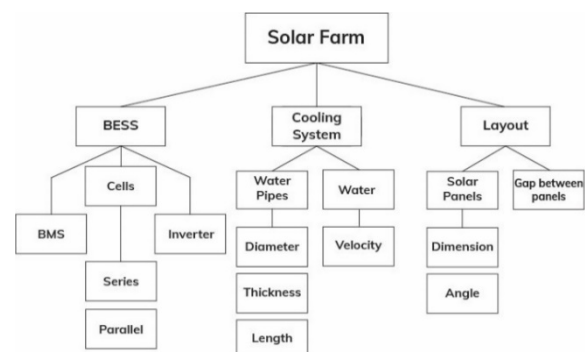 Solar Farm
BESS
Cooling
System
Layout
Cells
BMS
Inverter
Series
Parallel
Water
Pipes
Water
Diameter
Velocity
Thickness
Length
Solar
Panels
Gap between
panels
Dimension
Angle